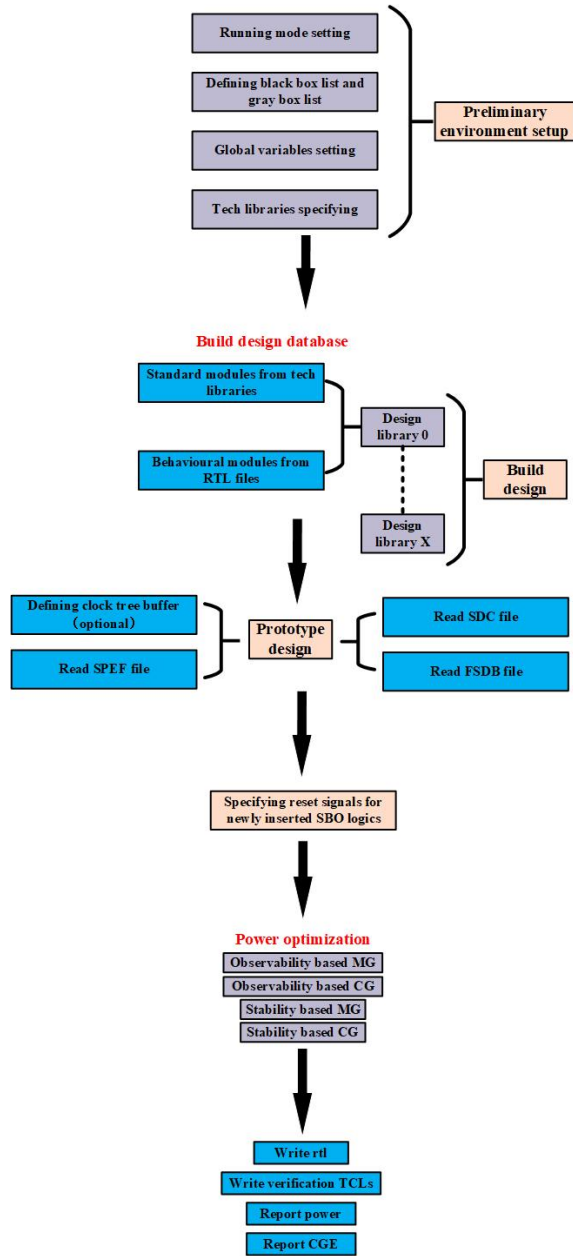 Running mode setting
Defining black box list and
gray box list
Global variables setting
Tech libraries specifying
Preliminary
environment setup
Build design database
Standard modules from tech
libraries
Behavioural modules from
RTL files
Design
library 0
Design
library X
Build
design
Defining clock tree buffer
(optional)
Read SPEF file
Prototype
design
Read SDC file
Read FSDB file
Specifying reset signals for
newly inserted SBO logics
Power optimization
Observability based MG
Observability based CG
Stability based MG
Stability based CG
Write rtl
Write verification TCLs
Report power
Report CGE